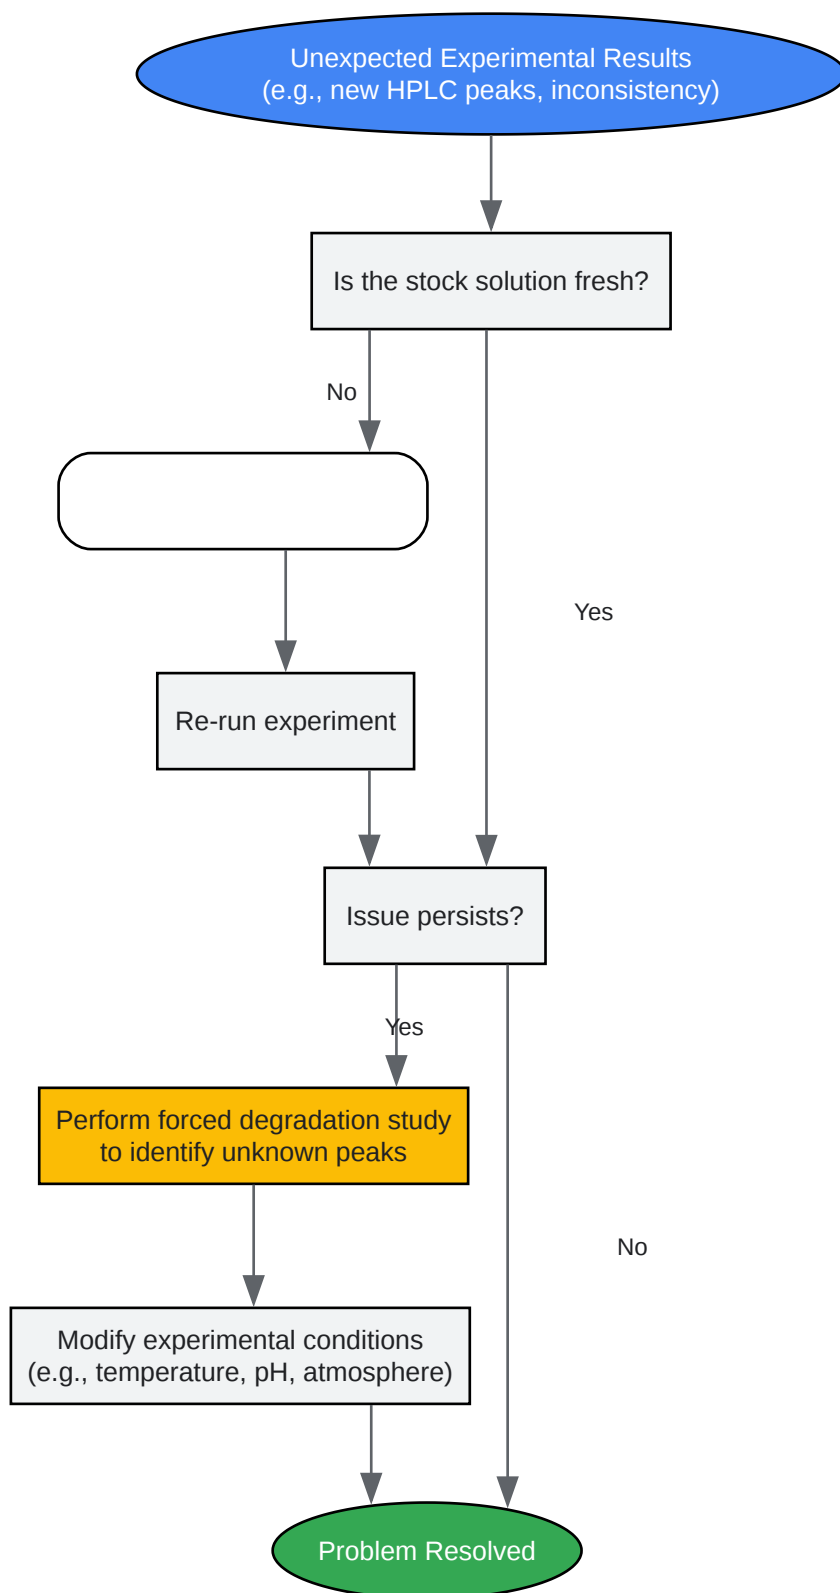 Unexpected Experimental Results
(e.g., new HPLC peaks, inconsistency)
Is the stock solution fresh?
No
Yes
Re-run experiment
Issue persists?
Yes
Perform forced degradation study
to identify unknown peaks
No
Modify experimental conditions
(e.g., temperature, pH, atmosphere)
Problem Resolved